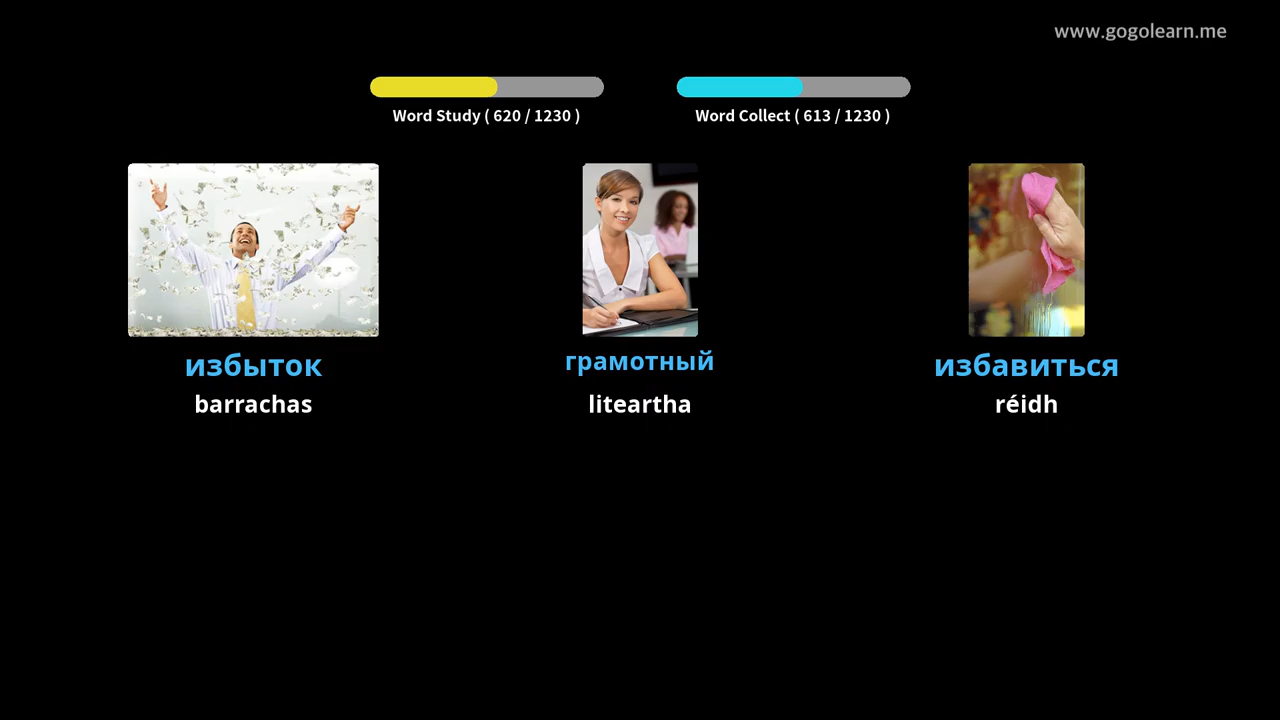 www.gogolearn.me
Word Study ( 620 / 1230 )
Word Collect ( 613 / 1230 )
избыток
грамотный
избавиться
barrachas
liteartha
réidh